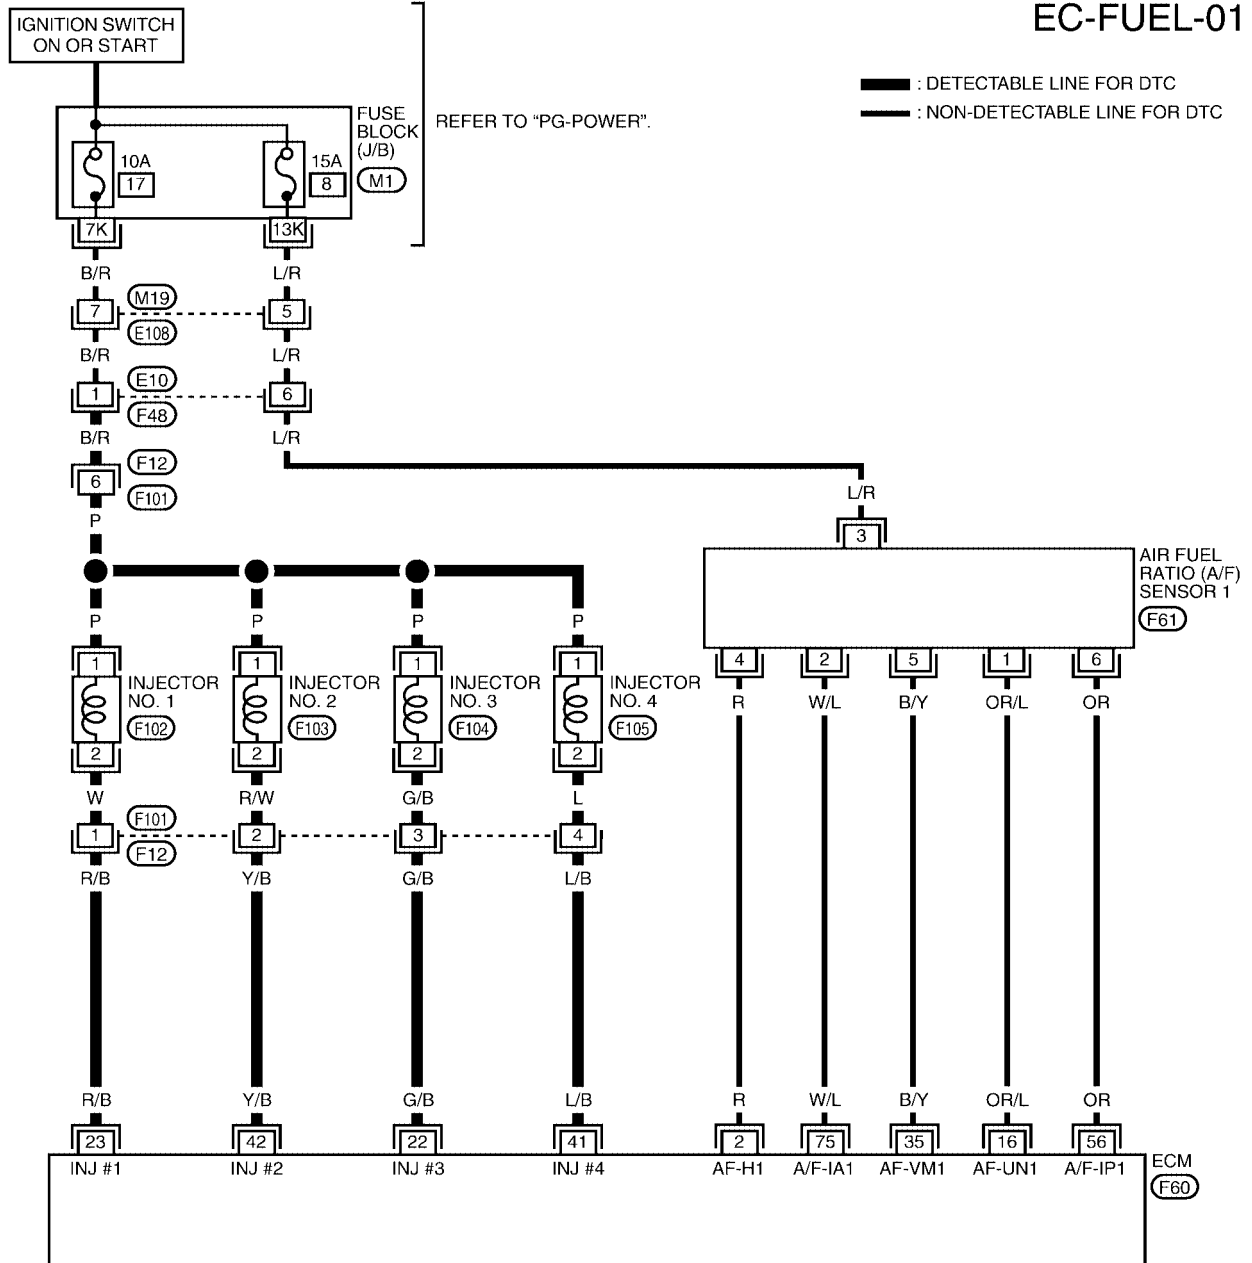 EC-FUEL-01
IGNITION SWITCH
ON OR START
: DETECTABLE LINE FOR DTC
: NON-DETECTABLE LINE FOR DTC
FUSE
BLOCK
(J/B)
M1
REFER TO "PG-POWER".
10A
17
15A
8
7K
13K
B/R
L/R
7
M19
E108
5
B/R
L/R
1
E10
F48
6
B/R
L/R
6
F12
F101
P
L/R
3
AIR FUEL
RATIO (A/F)
SENSOR 1
F61
P
P
P
P
1
1
1
1
4
2
5
1
6
INJECTOR
NO. 1
F102
INJECTOR
NO. 2
F103
INJECTOR
NO. 3
F104
INJECTOR
NO. 4
F105
R
W/L
B/Y
OR/L
OR
2
2
2
2
W
R/W
G/B
L
1
F101
F12
2
3
4
R/B
Y/B
G/B
L/B
R/B
Y/B
G/B
L/B
R
W/L
B/Y
OR/L
OR
23
42
22
41
2
75
35
16
56
INJ #1
INJ #2
INJ #3
INJ #4
AF-H1
A/F-IA1
AF-VM1
AF-UN1
A/F-IP1
ECM
F60